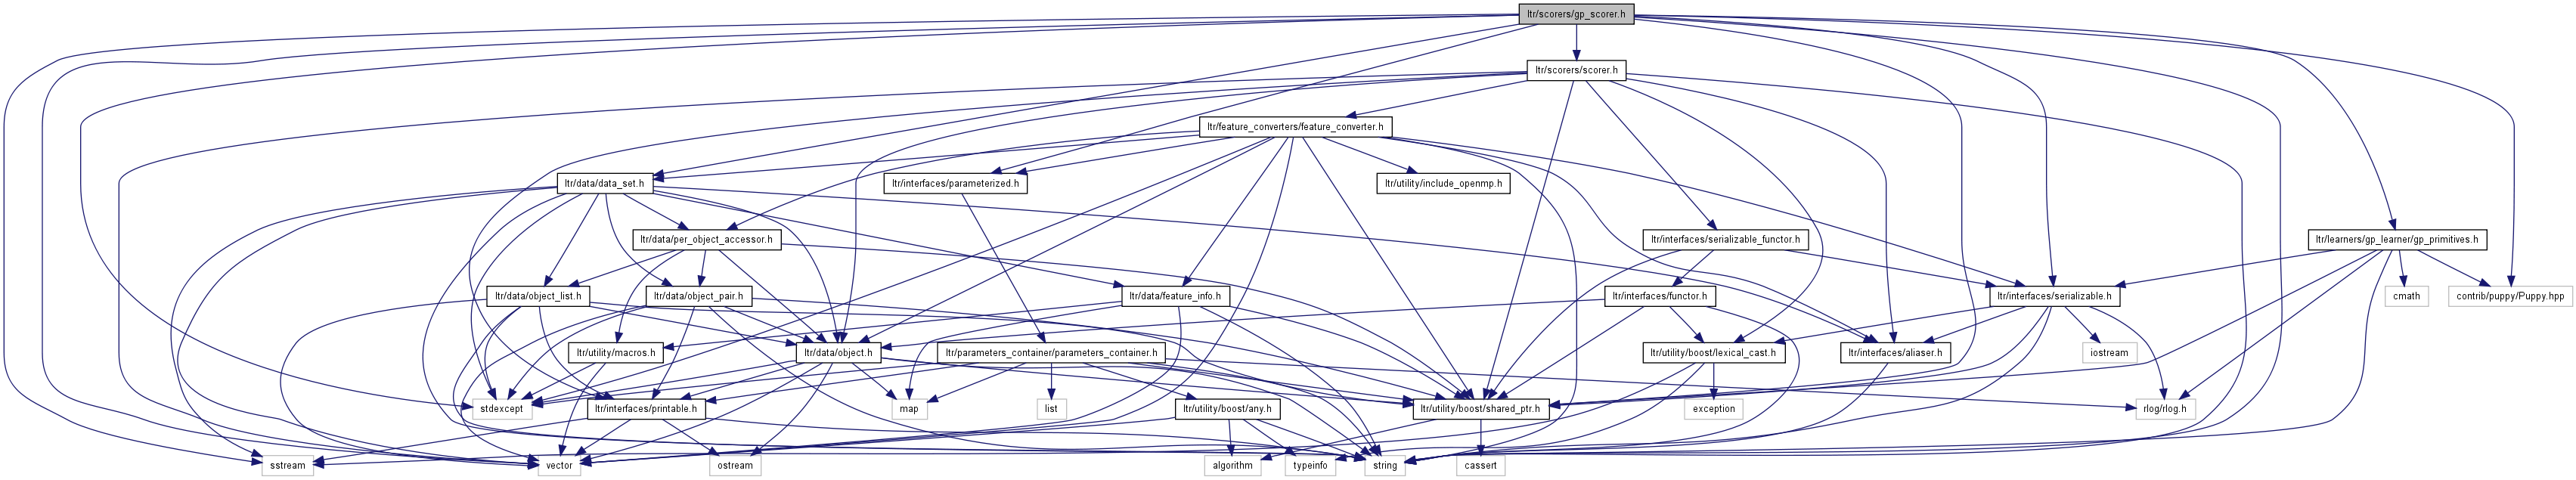 ltr/scorers/gp_scorer.h
ltr/scorers/scorer.h
ltr/feature_converters/feature_converter.h
ltr/data/data_set.h
ltr/interfaces/parameterized.h
ltr/utility/include_openmp.h
ltr/data/per_object_accessor.h
ltr/interfaces/serializable_functor.h
ltr/learners/gp_learner/gp_primitives.h
ltr/data/object_list.h
ltr/data/object_pair.h
ltr/data/feature_info.h
ltr/interfaces/functor.h
ltr/interfaces/serializable.h
cmath
contrib/puppy/Puppy.hpp
ltr/utility/macros.h
ltr/data/object.h
ltr/parameters_container/parameters_container.h
ltr/utility/boost/lexical_cast.h
ltr/interfaces/aliaser.h
iostream
stdexcept
ltr/interfaces/printable.h
map
list
ltr/utility/boost/any.h
ltr/utility/boost/shared_ptr.h
exception
rlog/rlog.h
sstream
vector
ostream
algorithm
typeinfo
string
cassert